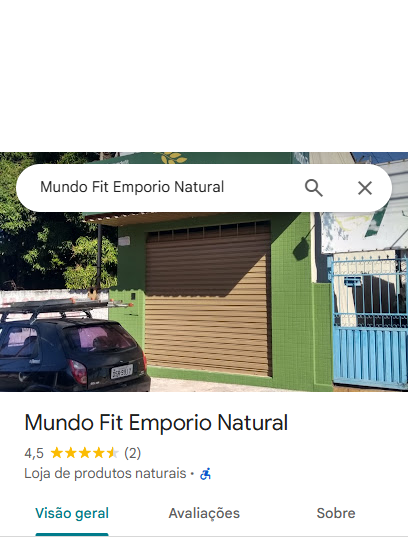 Mundo Fit Emporio Natural
Mundo Fit Emporio Natural
4,5 (2)
Loja de produtos naturais ·
Visão geral Avaliações Sobre